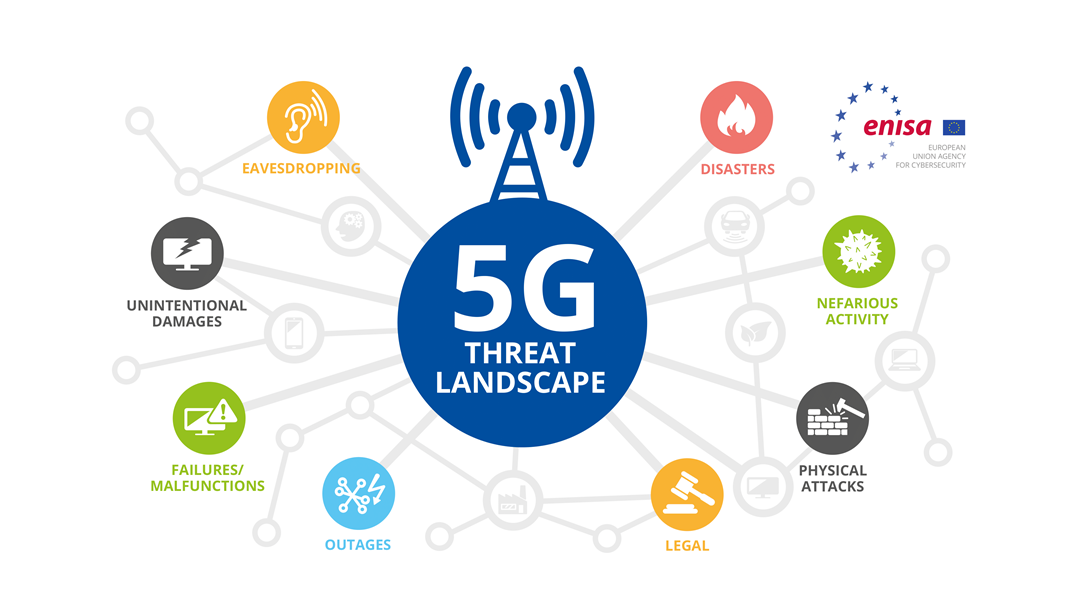 EAVESDROPPING
DISASTERS
enisa
EUROPEAN
UNION AGENCY
FOR CYBERSECURITY
UNINTENTIONAL
DAMAGES
5G
THREAT
LANDSCAPE
NEFARIOUS
ACTIVITY
FAILURES/
MALFUNCTIONS
PHYSICAL
ATTACKS
OUTAGES
LEGAL